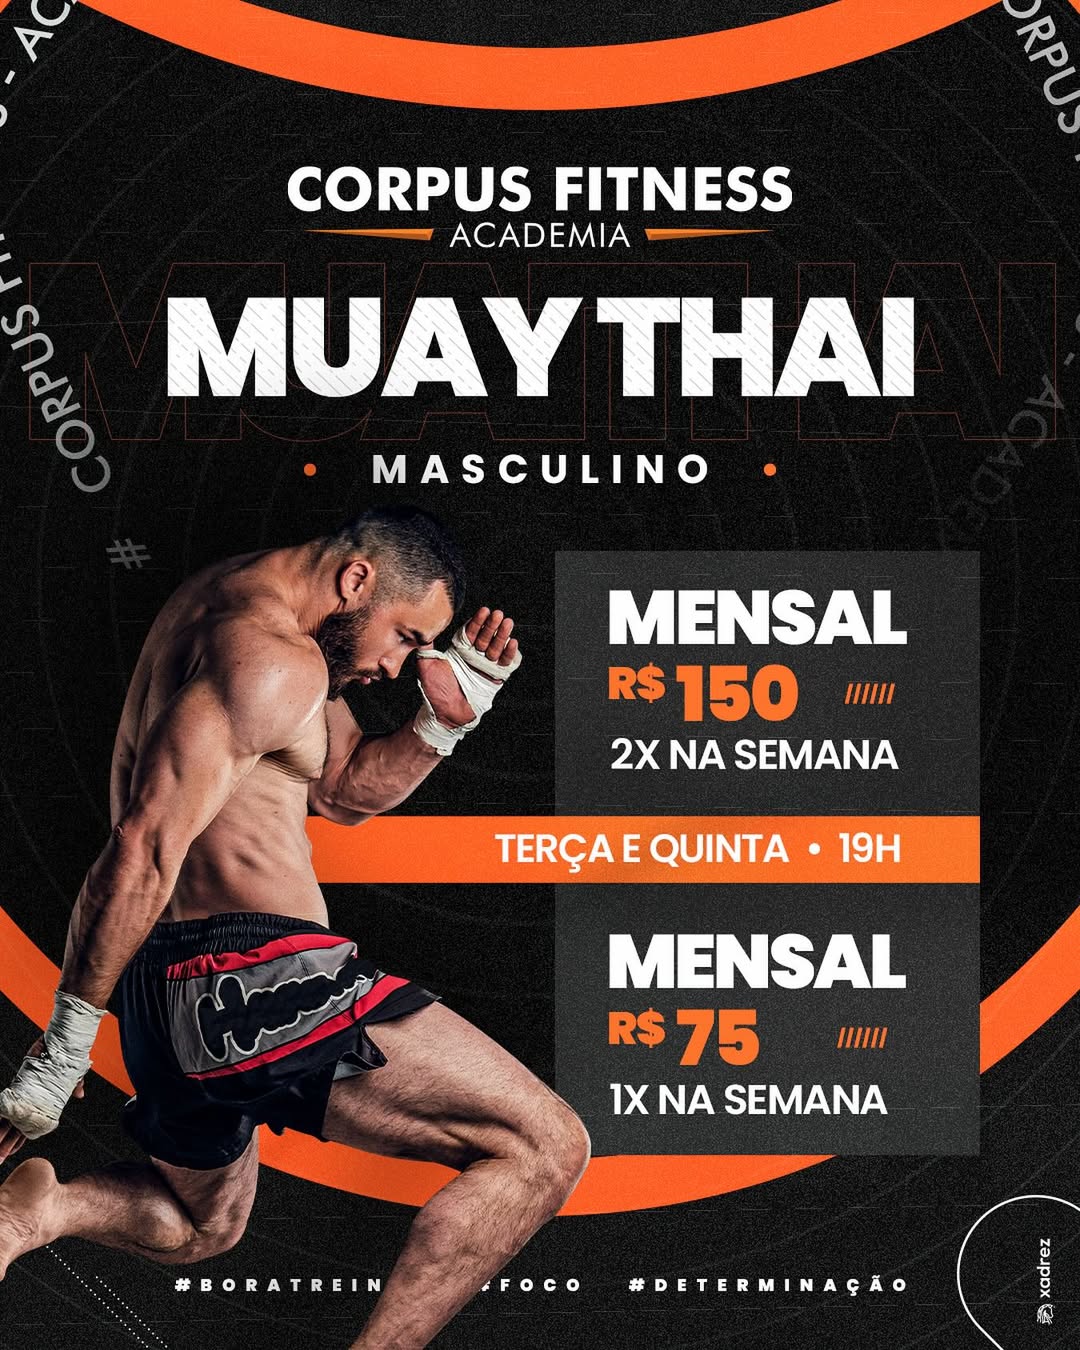 CORPUS FITNESS
ACADEMIA
MUAY THAI
MASCULINO
MENSAL
R$ 150
2X NA SEMANA
TERÇA E QUINTA • 19H
MENSAL
R$ 75
1X NA SEMANA
#FOCO #DETERMINAÇÃO
xadrez
CORPUS